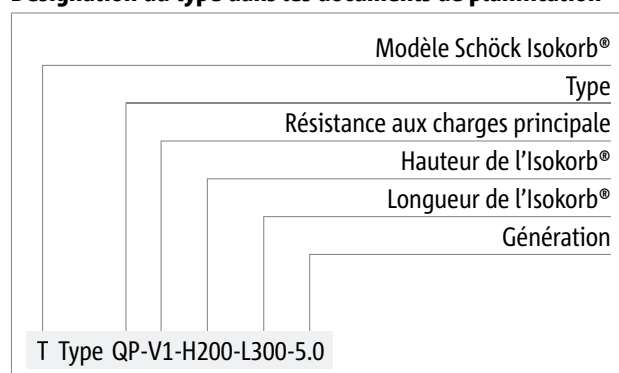 Désignation du type dans les documents de planification
Modèle Schöck Isokorb®
Type
Résistance aux charges principale
Hauteur de l’Isokorb®
Longueur de l’Isokorb®
Génération
T Type QP-V1-H200-L300-5.0